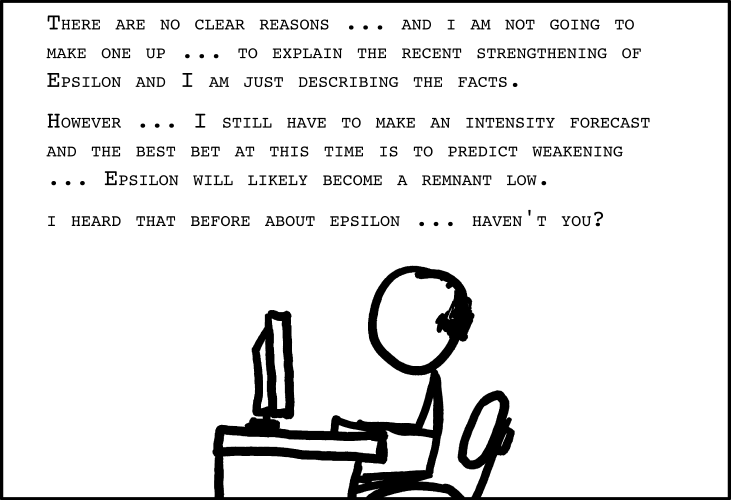 There are no clear reasons ... and i am not going to
make one up ... to explain the recent strengthening of
Epsilon and I am just describing the facts.
However ... I still have to make an intensity forecast
and the best bet at this time is to predict weakening
... Epsilon will likely become a remnant low.
i heard that before about epsilon ... haven't you?